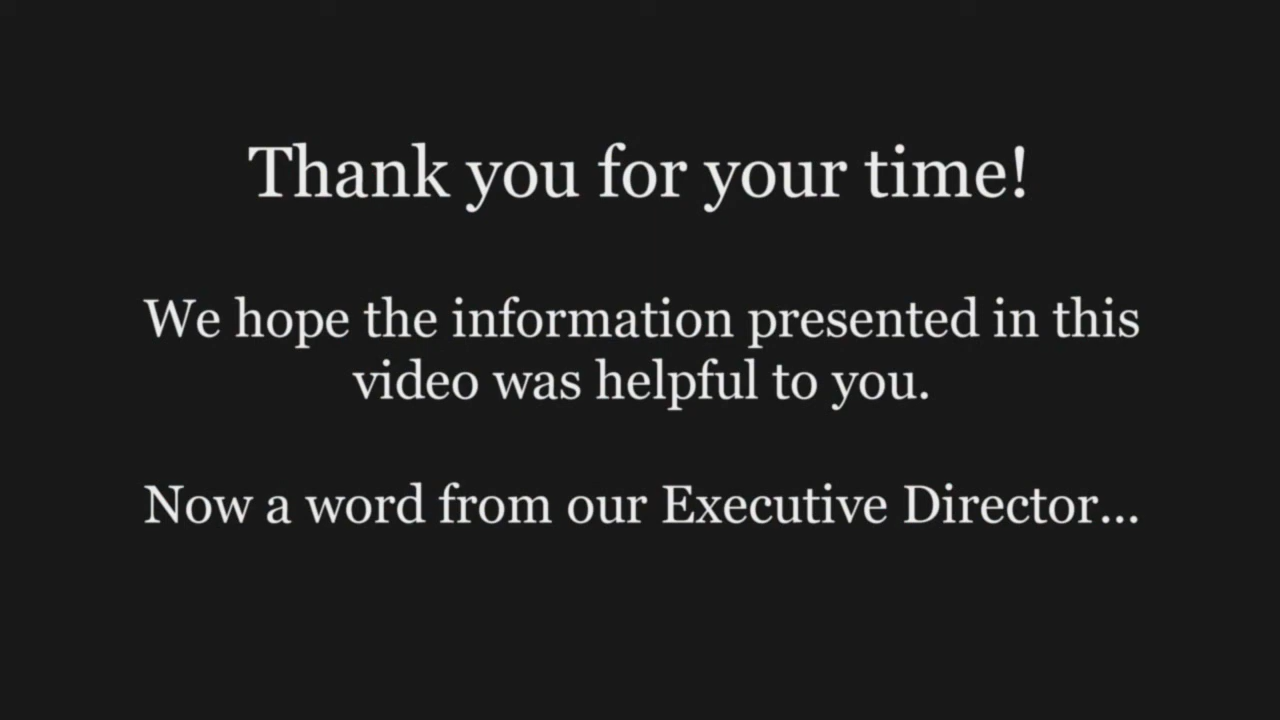 Thank you for your time!
We hope the information presented in this
video was helpful to you.
Now a word from our Executive Director...